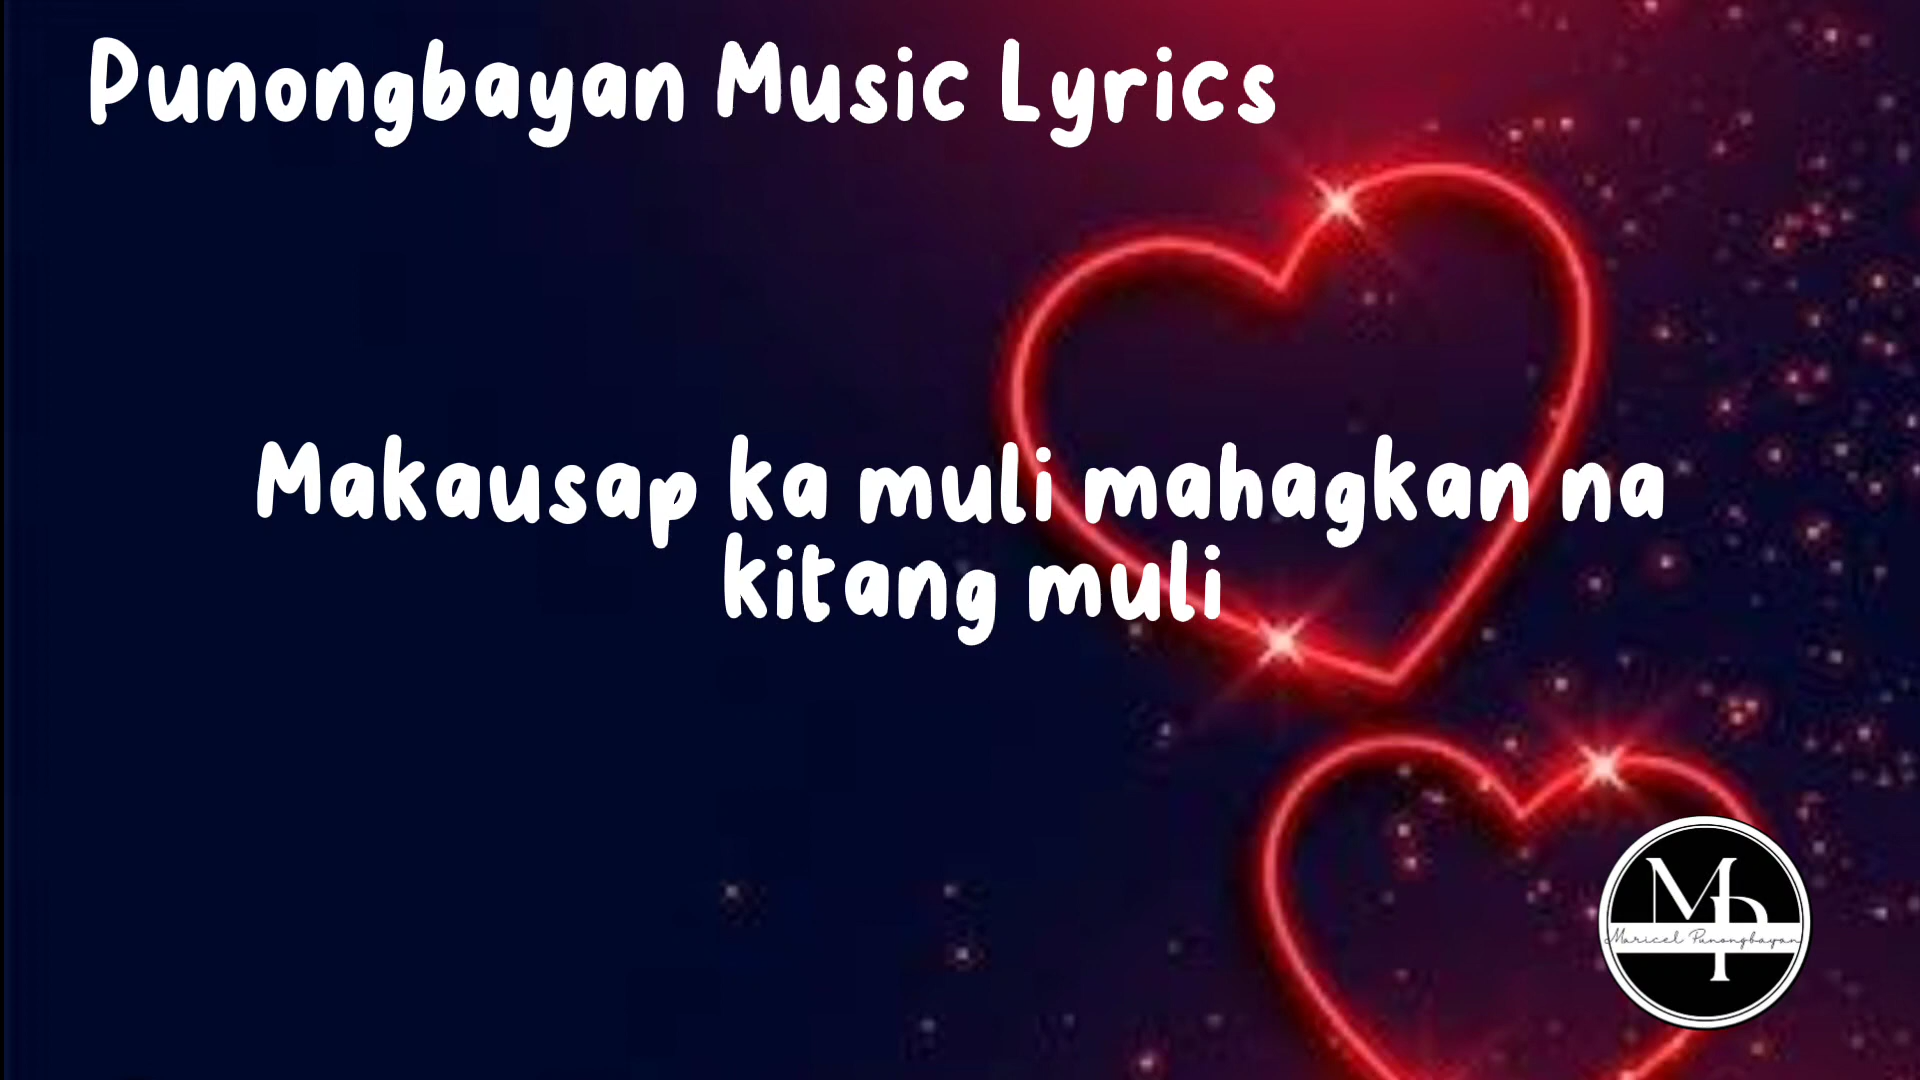 Punongbayan Music Lyrics
Makausap ka muli mahagkan na
kitang muli
MP
Maricel Punongbayan